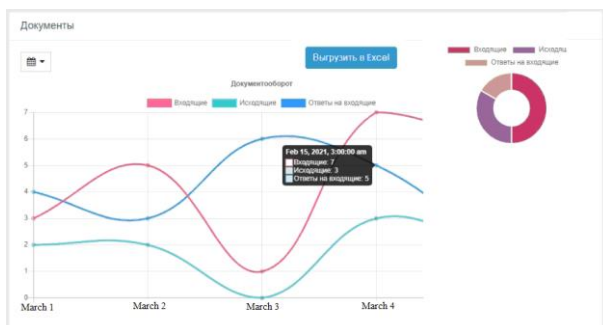 Документы
Выгрузить в Excel
Документооборот
Входящие Исходящие Ответы на входящие
Входящие Исходящ
Ответы на входящие
7
6
5
4
3
2
1
0
Feb 15, 2021, 3:00:00 am
Входящие: 7
Исходящие: 3
Ответы на входящие: 5
March 1 March 2 March 3 March 4